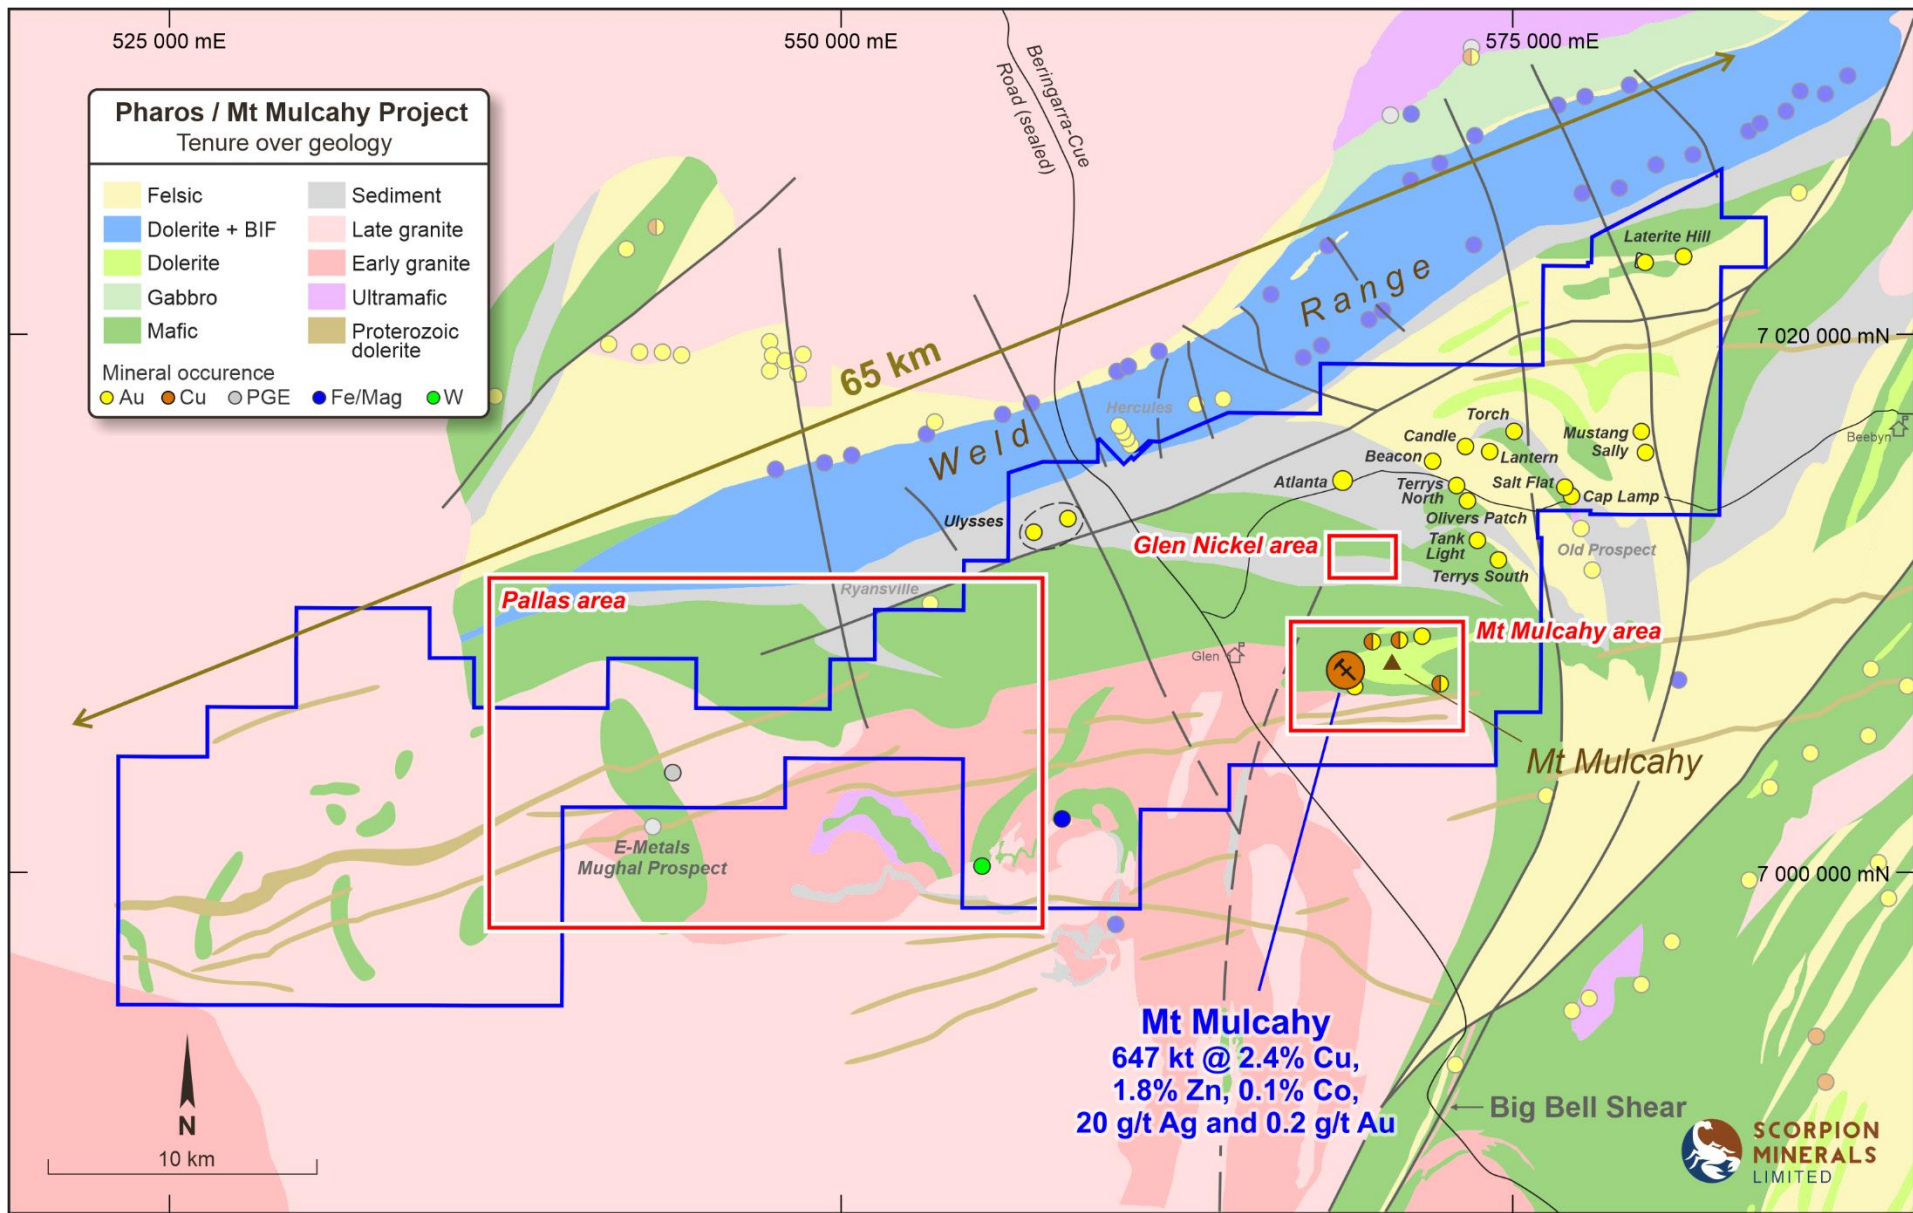 525 000 mE
550 000 mE
575 000 mE
Beringarra-Cue
Road (sealed)
Pharos / Mt Mulcahy Project
Tenure over geology
Felsic
Dolerite + BIF
Dolerite
Gabbro
Mafic
Sediment
Late granite
Early granite
Ultramafic
Proterozoic
dolerite
Mineral occurence
Au
Cu
PGE
Fe/Mag
W
65 km
Weld Range
Laterite Hill
7 020 000 mN
Hercules
Torch
Candle
Beacon
Lantern
Mustang
Sally
Beebyn
Atlanta
Terrys
North
Salt Flat
Cap Lamp
Olivers Patch
Ulysses
Glen Nickel area
Tank
Light
Old Prospect
Terrys South
Pallas area
Ryansville
Mt Mulcahy area
Glen
Mt Mulcahy
E-Metals
Mughal Prospect
7 000 000 mN
Mt Mulcahy
647 kt @ 2.4% Cu,
1.8% Zn, 0.1% Co,
20 g/t Ag and 0.2 g/t Au
Big Bell Shear
N
10 km
SCORPION
MINERALS
LIMITED